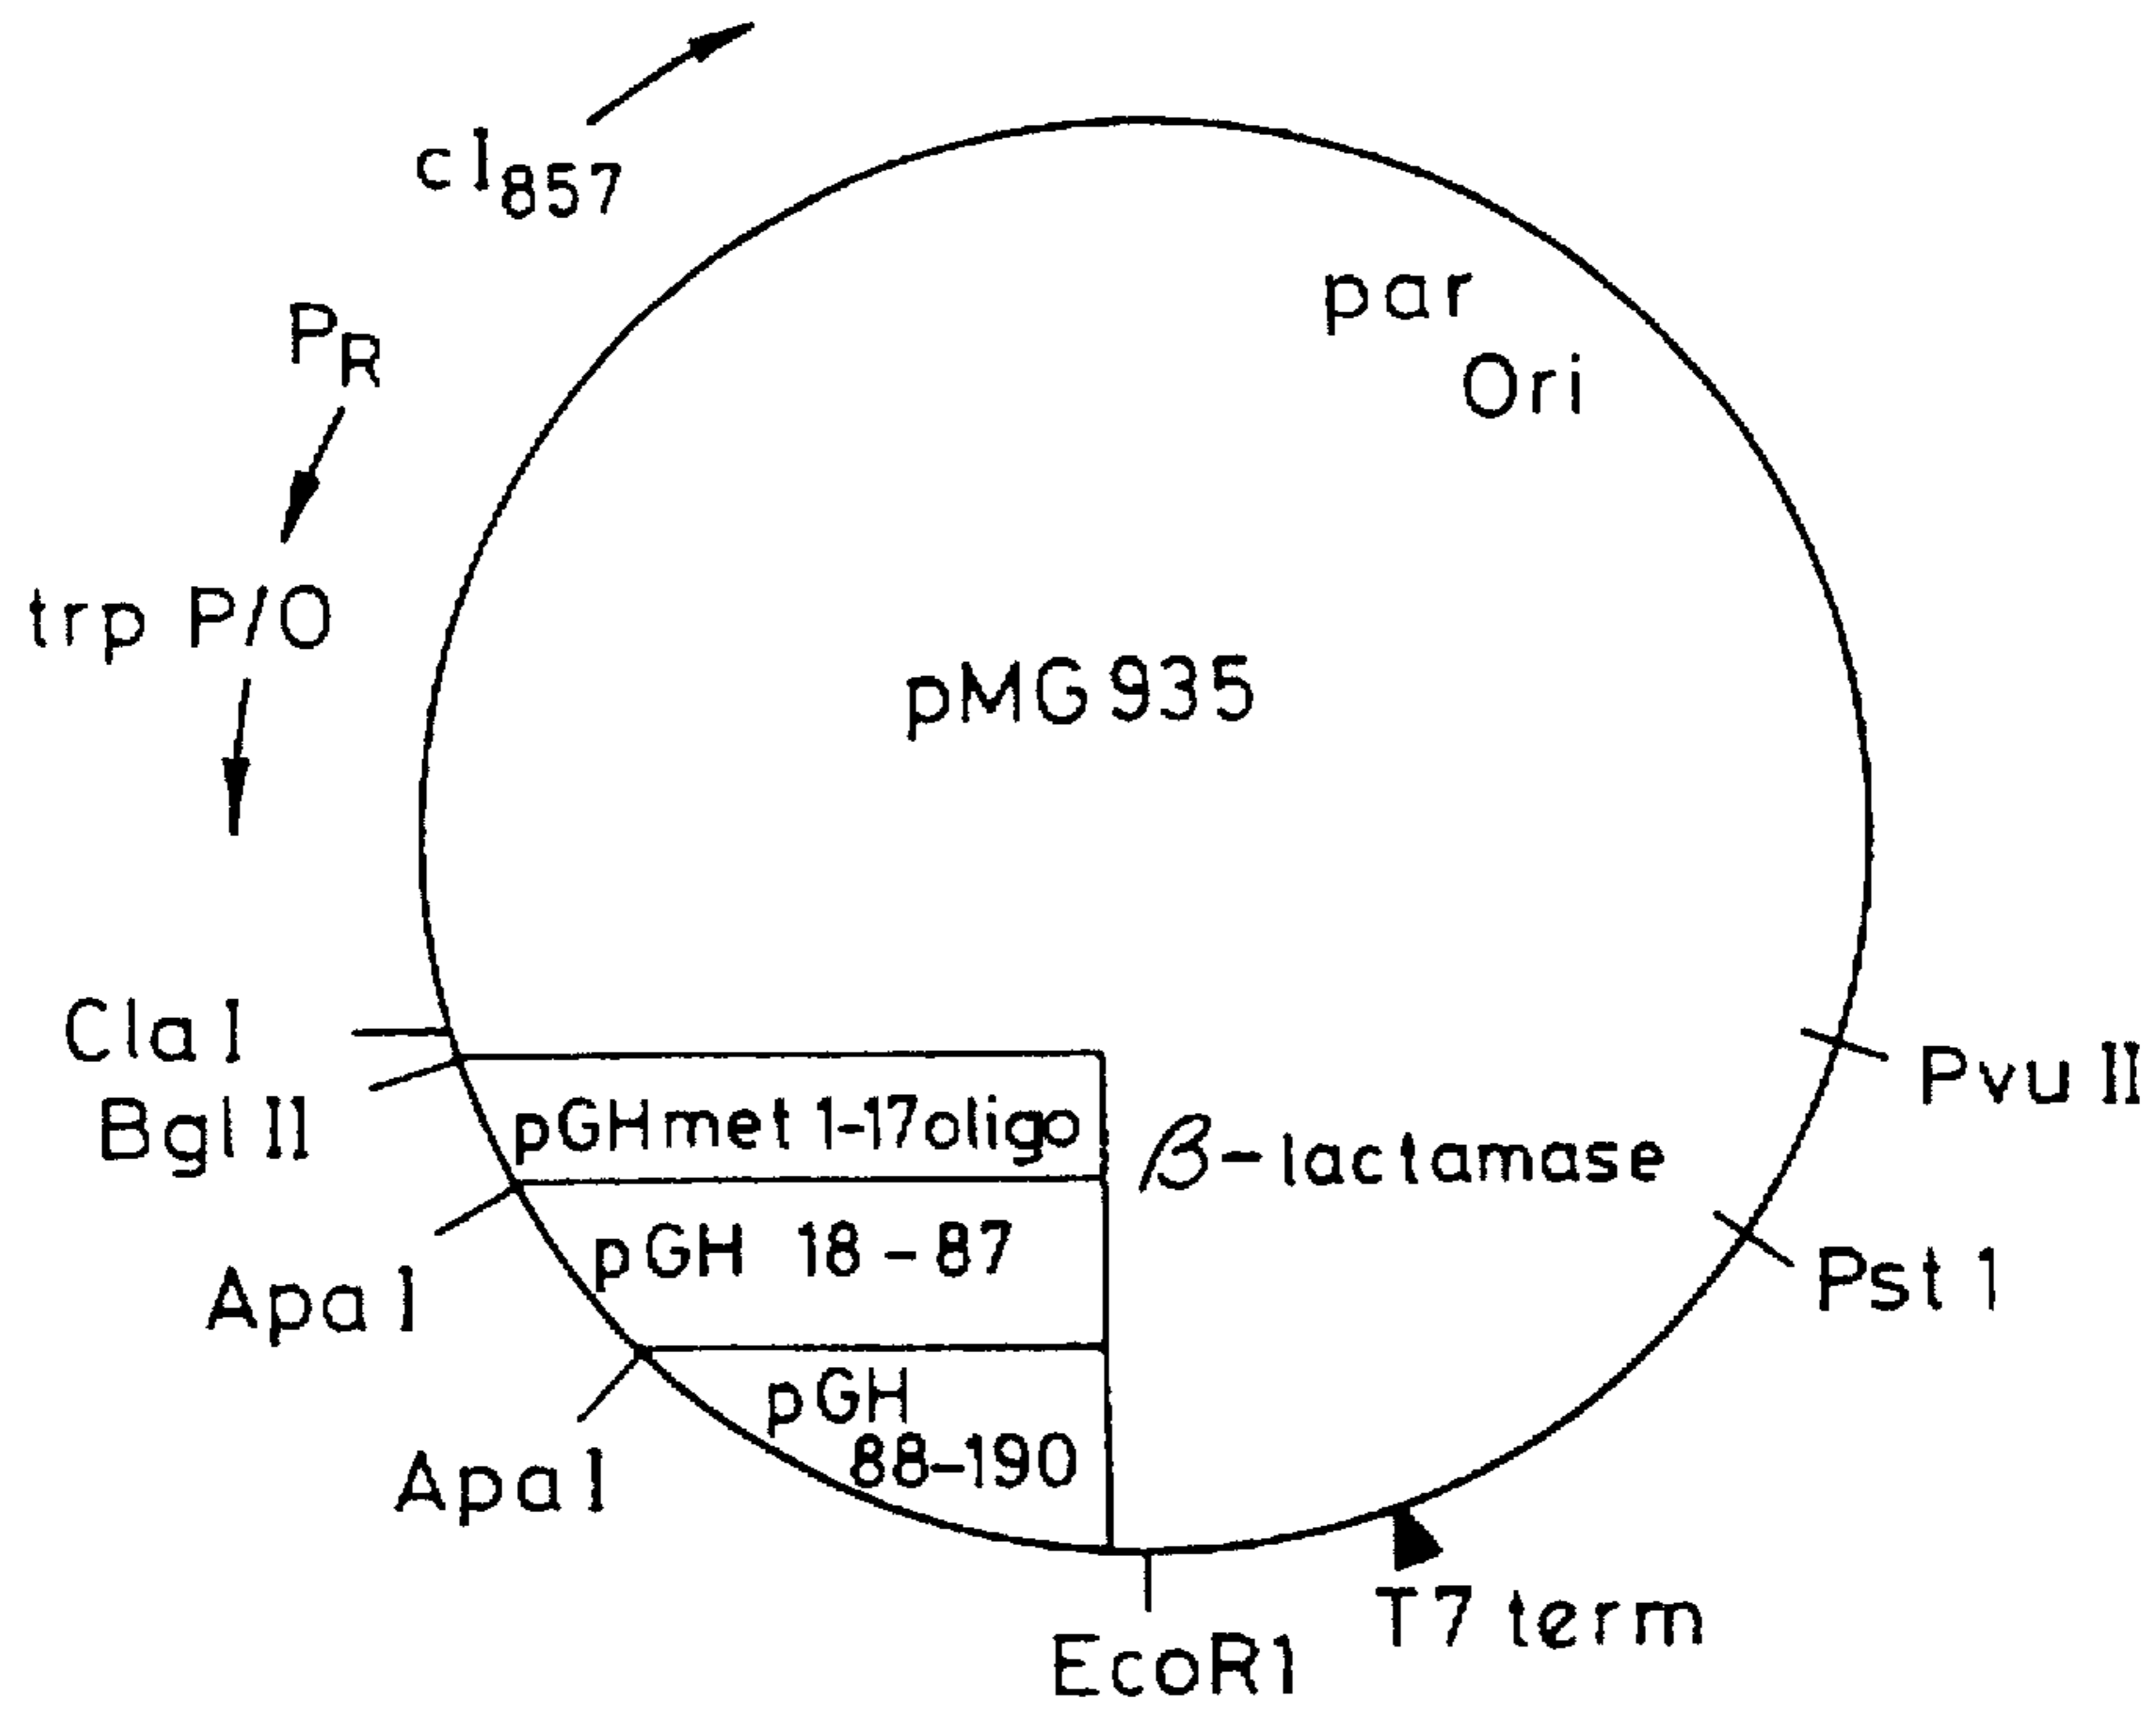 cI857
PR
trp P/O
par
Ori
pMG935
Cla I
Bgl II
pGHmet 1-17oligo
β-lactamase
Pvu II
Apa I
pGH 18-87
Pst 1
Apa I
pGH
88-190
T7 term
EcoR1